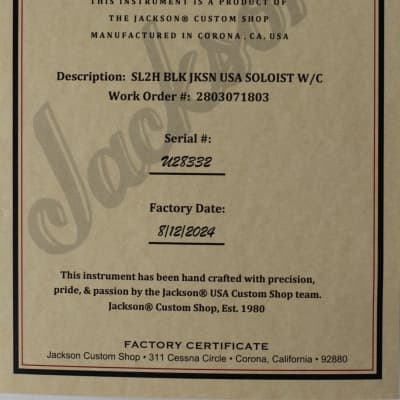 THIS INSTRUMENT IS A PRODUCT OF
THE JACKSON® CUSTOM SHOP
MANUFACTURED IN CORONA, CA, USA
Jackson
Description: SL2H BLK JKSN USA SOLOIST W/C
Work Order #: 2803071803
Serial #:
U28332
Factory Date:
8/12/2024
This instrument has been hand crafted with precision,
pride, & passion by the Jackson® USA Custom Shop team.
Jackson® Custom Shop, Est. 1980
FACTORY CERTIFICATE
Jackson Custom Shop • 311 Cessna Circle • Corona, California • 92880